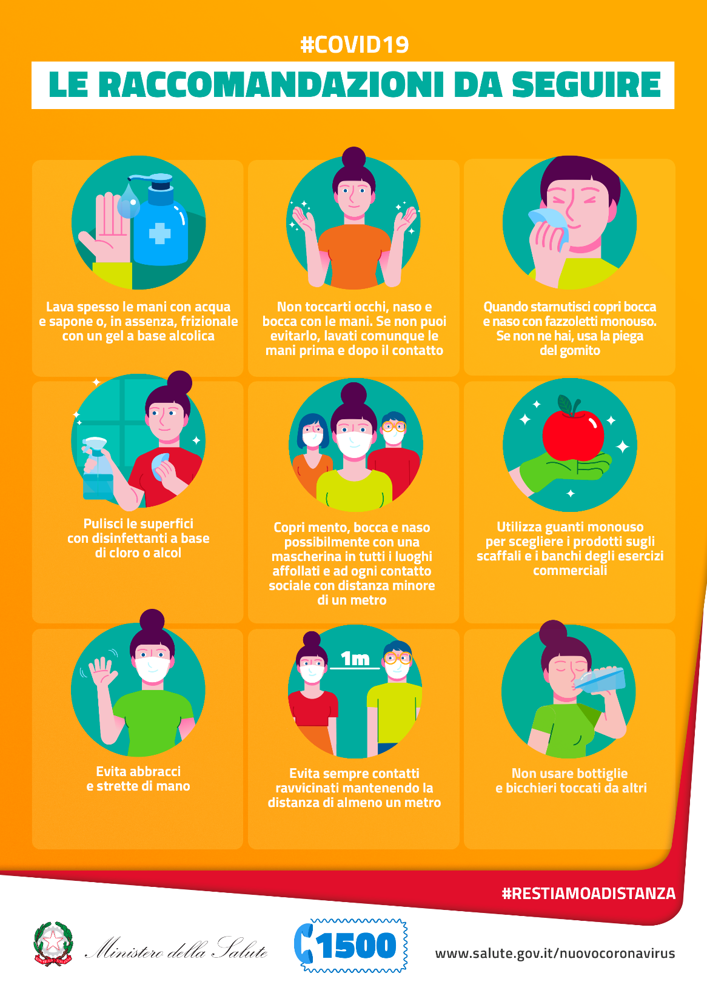 #COVID19
LE RACCOMANDAZIONI DA SEGUIRE
Lava spesso le mani con acqua
e sapone o, in assenza, frizionale
con un gel a base alcolica
Non toccarti occhi, naso e
bocca con le mani. Se non puoi
evitarlo, lavati comunque le
mani prima e dopo il contatto
Quando starnutisci copri bocca
e naso con fazzoletti monouso.
Se non ne hai, usa la piega
del gomito
Pulisci le superfici
con disinfettanti a base
di cloro o alcol
Copri mento, bocca e naso
possibilmente con una
mascherina in tutti i luoghi
affollati e ad ogni contatto
sociale con distanza minore
di un metro
Utilizza guanti monouso
per scegliere i prodotti sugli
scaffali e i banchi degli esercizi
commerciali
Evita abbracci
e strette di mano
1m
Evita sempre contatti
ravvicinati mantenendo la
distanza di almeno un metro
Non usare bottiglie
e bicchieri toccati da altri
#RESTIAMOADISTANZA
Ministero della Salute
1500
www.salute.gov.it/nuovocoronavirus